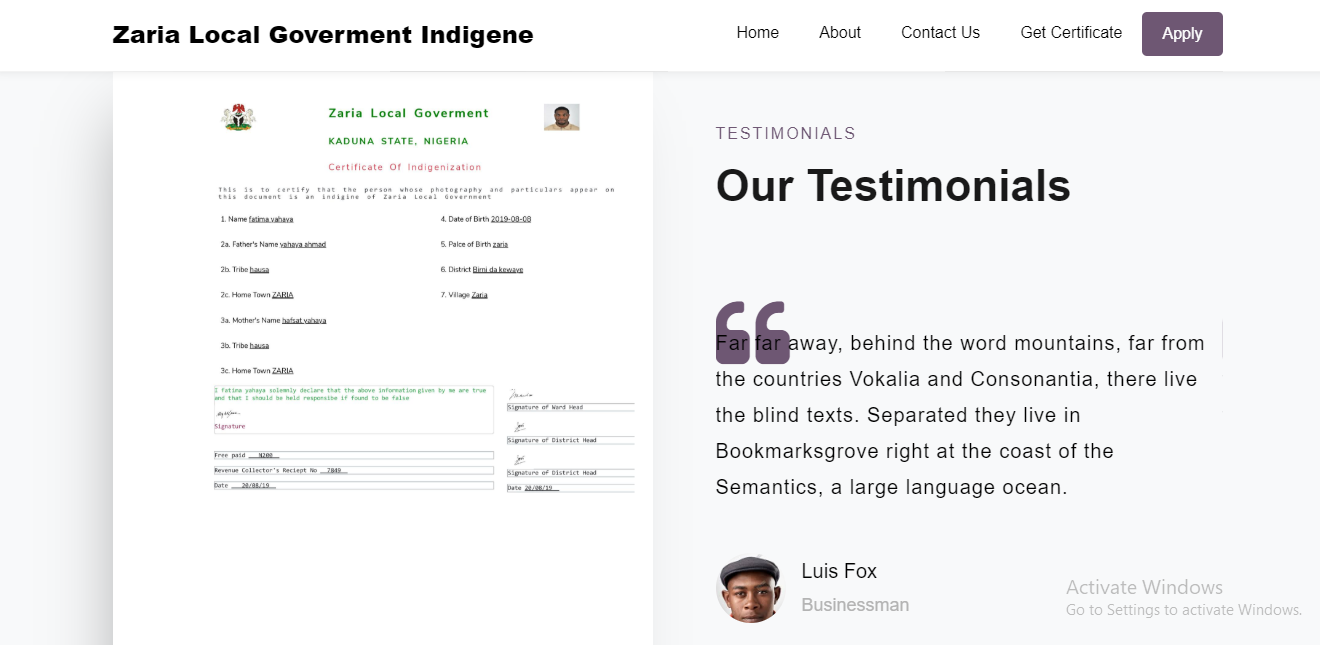 Zaria Local Goverment Indigene
Home
About
Contact Us
Get Certificate
Apply
Zaria Local Goverment
KADUNA STATE, NIGERIA
Certificate Of Indigenization
This is to certify that the person whose photography and particulars appear on
this document is an indigine of Zaria Local Government
1. Name fatima yahaya
4. Date of Birth 2019-08-08
2a. Father's Name yahaya ahmad
5. Palce of Birth zaria
2b. Tribe hausa
6. District Birni da kewaye
2c. Home Town ZARIA
7. Village Zaria
3a. Mother's Name hafsat yahaya
3b. Tribe hausa
3c. Home Town ZARIA
I fatima yahaya solemnly declare that the above information given by me are true
and that I should be held responsibe if found to be false
Signature
Free paid N200
Revenue Collector's Reciept No 7849
Date 20/08/19
Signature of Ward Head
Signature of District Head
Signature of District Head
Date 20/08/19
TESTIMONIALS
Our Testimonials
Far far away, behind the word mountains, far from
the countries Vokalia and Consonantia, there live
the blind texts. Separated they live in
Bookmarksgrove right at the coast of the
Semantics, a large language ocean.
Luis Fox
Businessman
Activate Windows
Go to Settings to activate Windows.